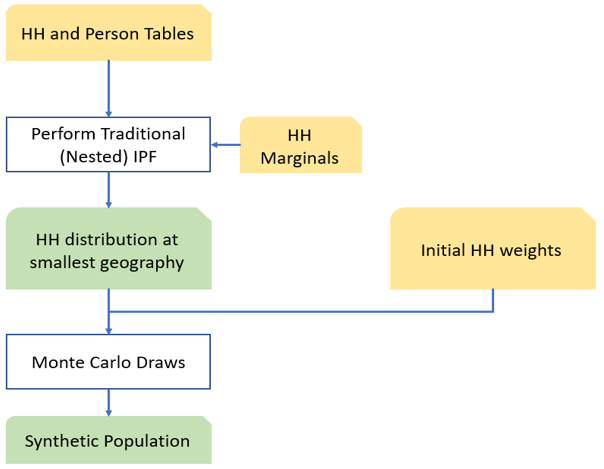 HH and Person Tables
Perform Traditional
(Nested) IPF
HH
Marginals
HH distribution at
smallest geography
Initial HH weights
Monte Carlo Draws
Synthetic Population